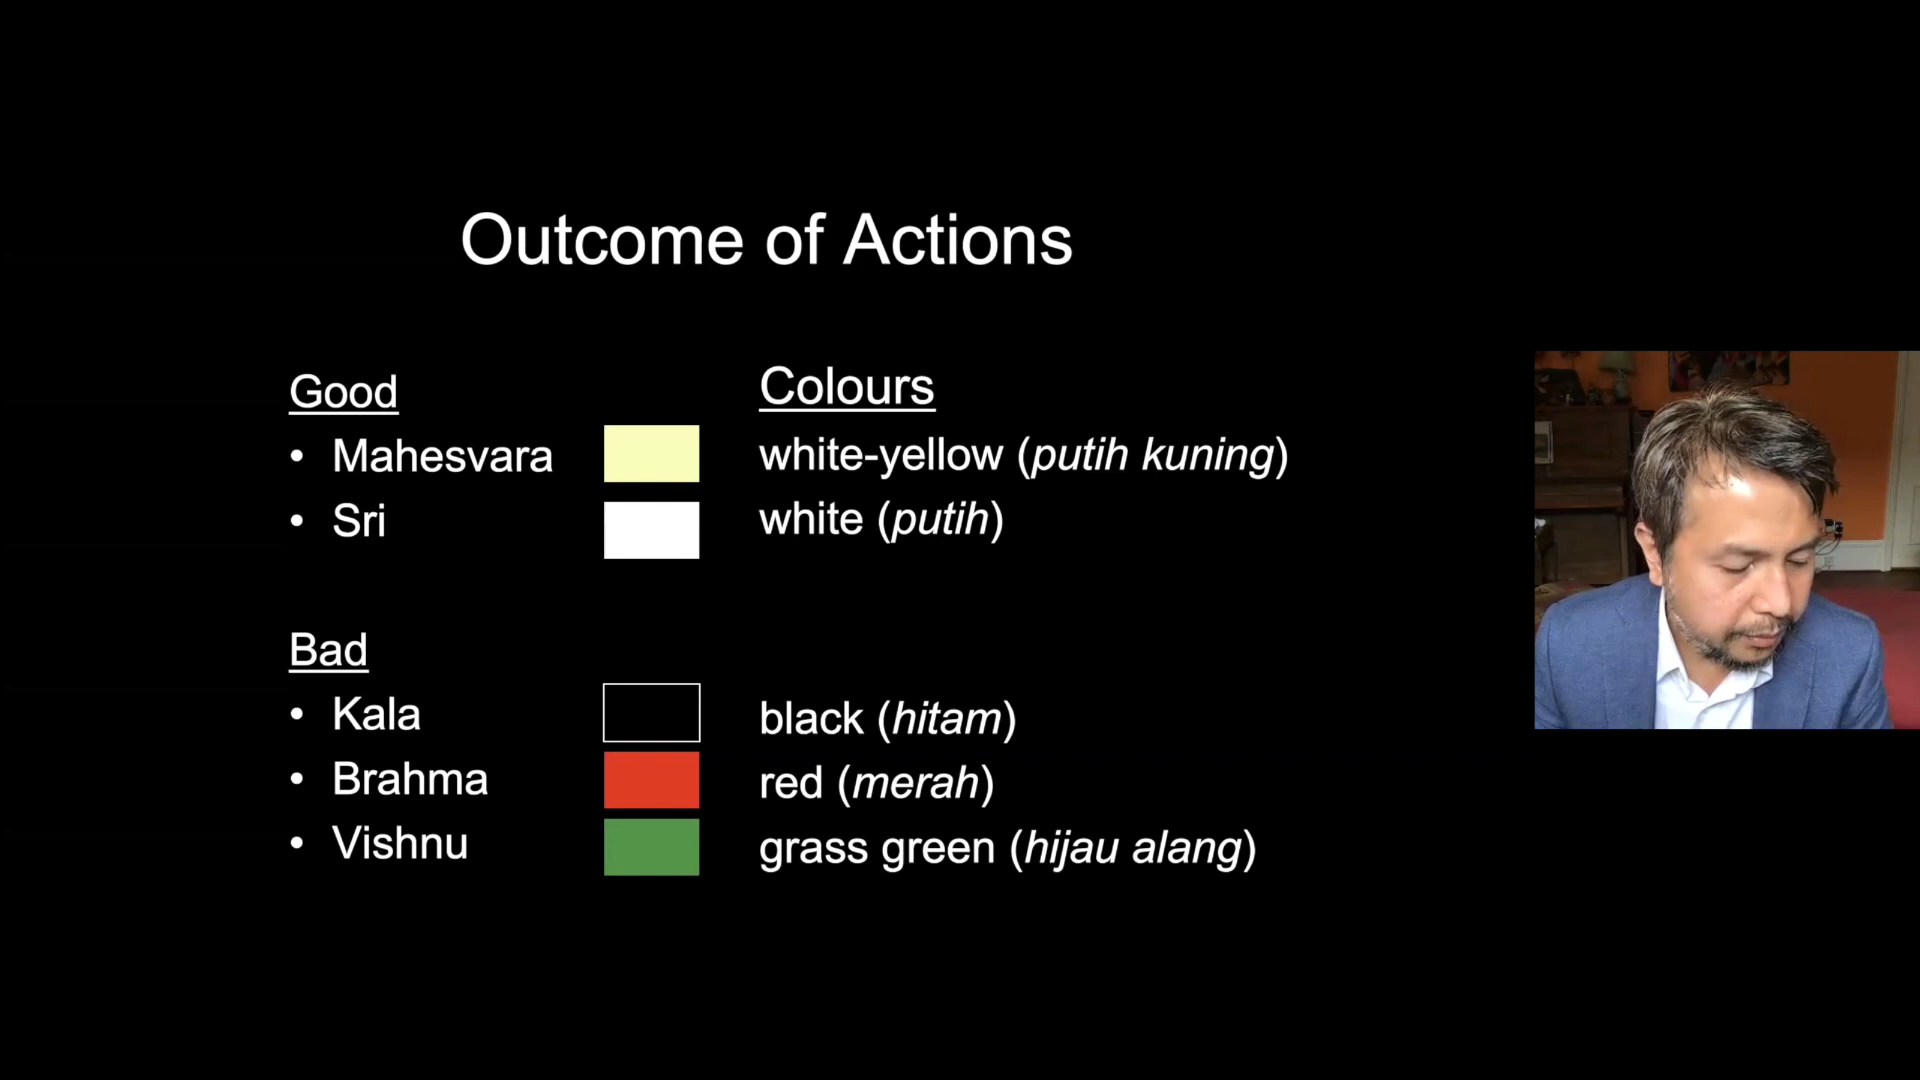 Outcome of Actions
Good
• Mahesvara
• Sri
Colours
white-yellow (putih kuning)
white (putih)
Bad
• Kala
• Brahma
• Vishnu
black (hitam)
red (merah)
grass green (hijau alang)